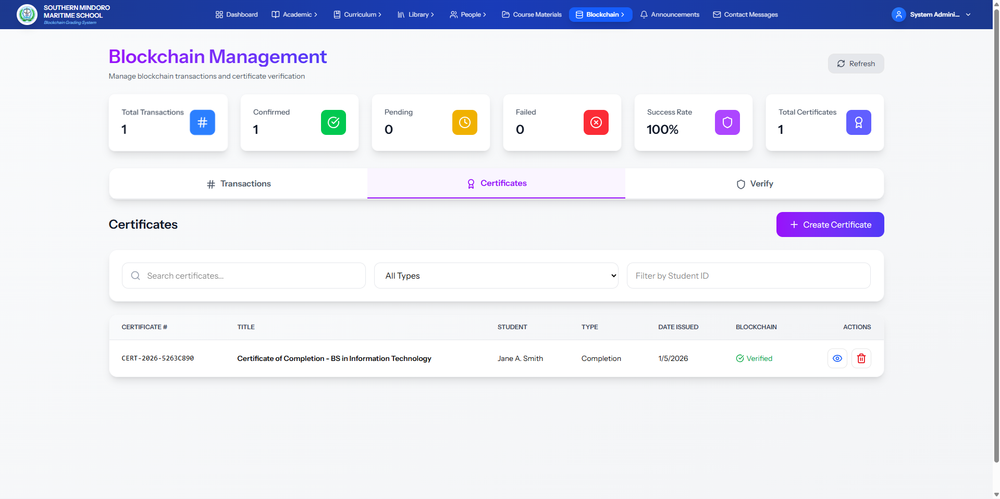 SOUTHERN MINDORO
MARITIME SCHOOL
Blockchain Grading System
Dashboard
Academic
Curriculum
Library
People
Course Materials
Blockchain
Announcements
Contact Messages
System Admini...
Blockchain Management
Manage blockchain transactions and certificate verification
Refresh
Total Transactions
1
Confirmed
1
Pending
0
Failed
0
Success Rate
100%
Total Certificates
1
Transactions
Certificates
Verify
Certificates
Create Certificate
Search certificates...
All Types
Filter by Student ID
CERTIFICATE # TITLE STUDENT TYPE DATE ISSUED BLOCKCHAIN ACTIONS
CERT-2026-5263C890 Certificate of Completion - BS in Information Technology Jane A. Smith Completion 1/5/2026 Verified